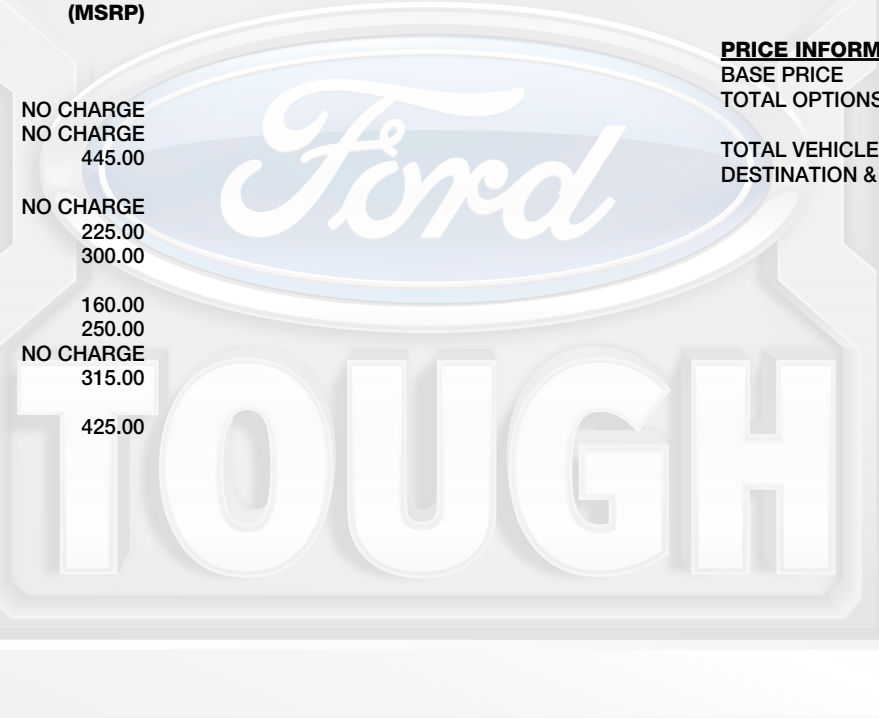 (MSRP)
NO CHARGE
NO CHARGE
445.00
NO CHARGE
225.00
300.00
160.00
250.00
NO CHARGE
315.00
425.00
PRICE INFORM
BASE PRICE
TOTAL OPTIONS
TOTAL VEHICLE
DESTINATION &
Ford
TOUGH